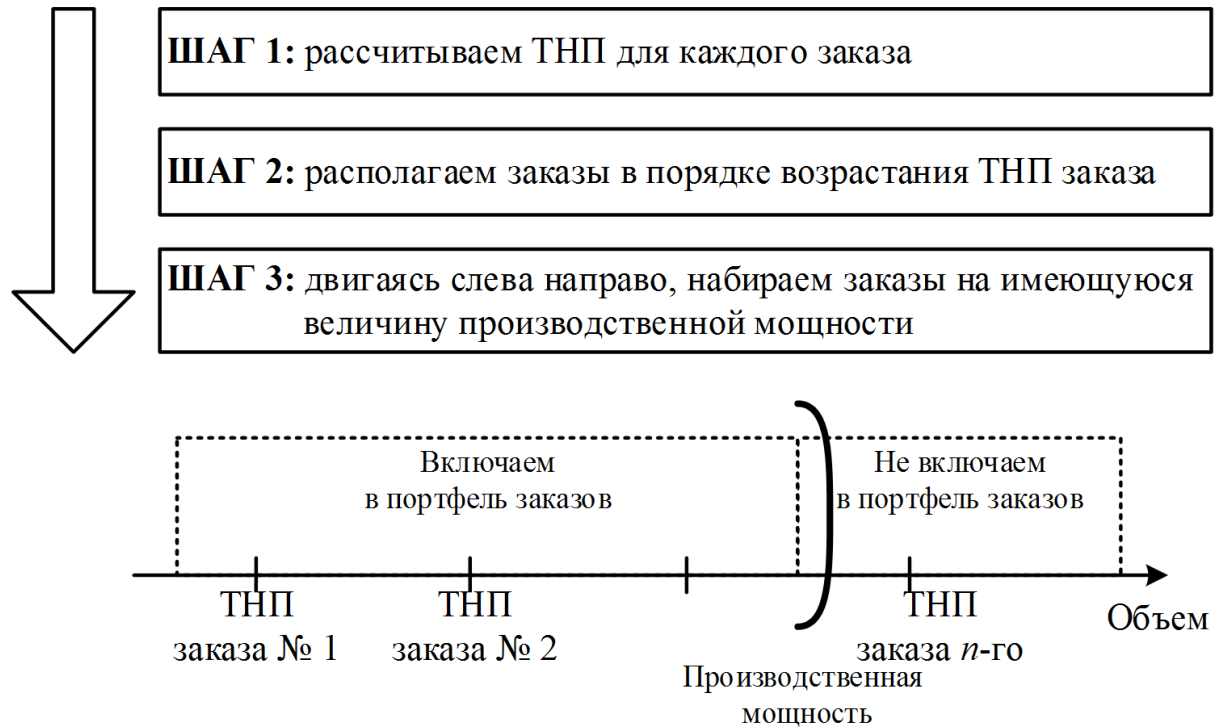 ШАГ 1: рассчитываем ТНП для каждого заказа
ШАГ 2: располагаем заказы в порядке возрастания ТНП заказа
ШАГ 3: двигаясь слева направо, набираем заказы на имеющуюся
величину производственной мощности
Включаем
в портфель заказов
Не включаем
в портфель заказов
ТНП
заказа № 1
ТНП
заказа № 2
Производственная
мощность
ТНП
заказа n-го
Объем